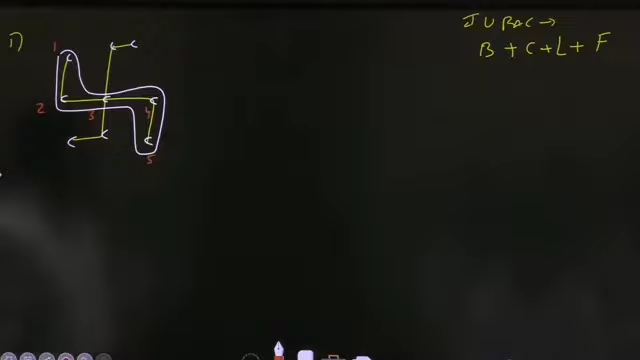 IUPAC →
1) B + C + L + F
1 C C-C
2 C C 3 C 4
C C C
5